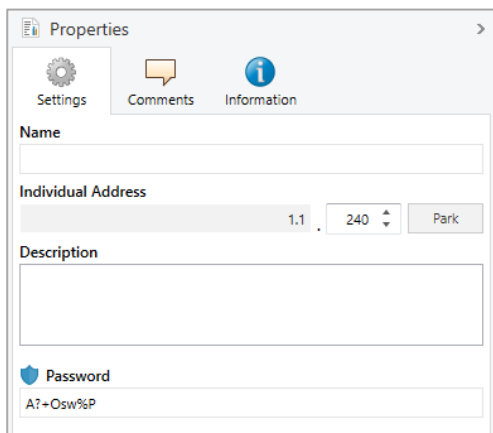 Properties
Settings Comments Information
Name
Individual Address
1.1 . 240 Park
Description
Password
A?+Osw%P